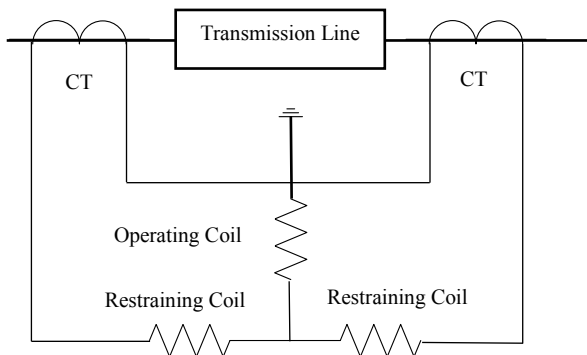 Transmission Line
CT
CT
Operating Coil
Restraining Coil
Restraining Coil